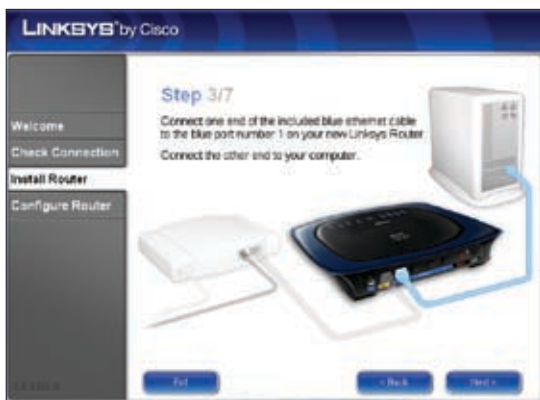 LINKSYS by Cisco
Step 3/7
Connect one end of the included blue ethernet cable
to the blue port number 1 on your new Linksys Router
Connect the other end to your computer.
Welcome
Check Connection
Install Router
Configure Router
Exit
< Back
Next >